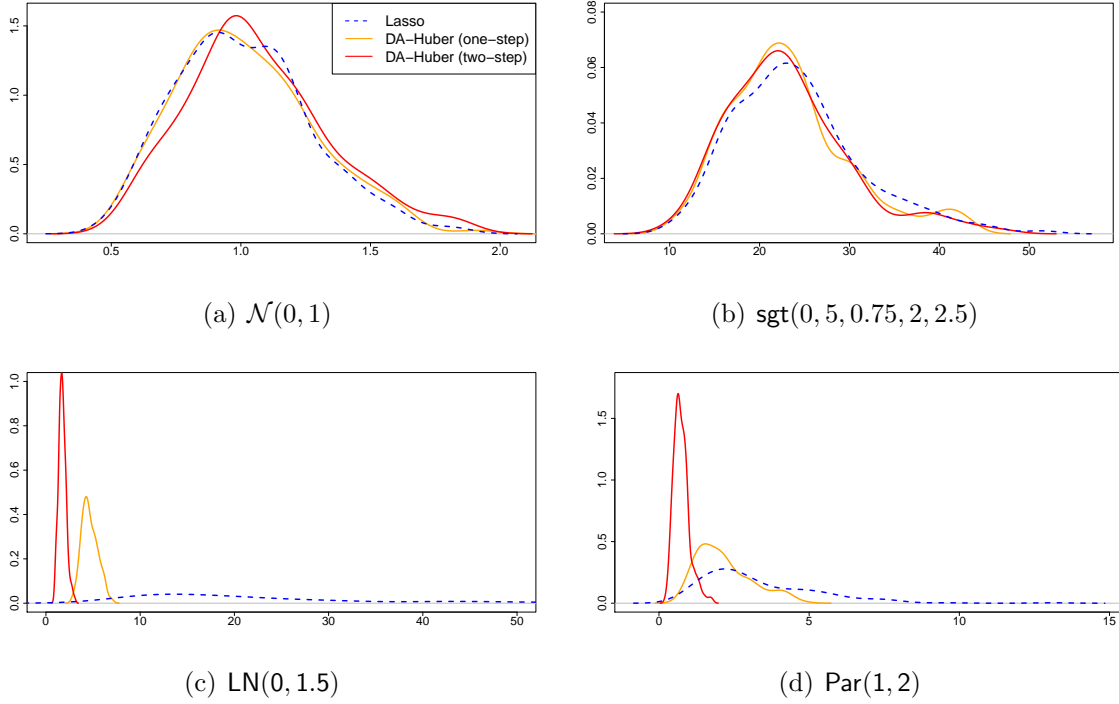 Lasso
DA−Huber (one−step)
DA−Huber (two−step)
0.0 0.5 1.0 1.5
0.5 1.0 1.5 2.0
(a) 𝒩(0, 1)
0.00 0.02 0.04 0.06 0.08
10 20 30 40 50
(b) sgt(0, 5, 0.75, 2, 2.5)
0.0 0.2 0.4 0.6 0.8 1.0
0 10 20 30 40 50
(c) LN(0, 1.5)
0.0 0.5 1.0 1.5
0 5 10 15
(d) Par(1, 2)